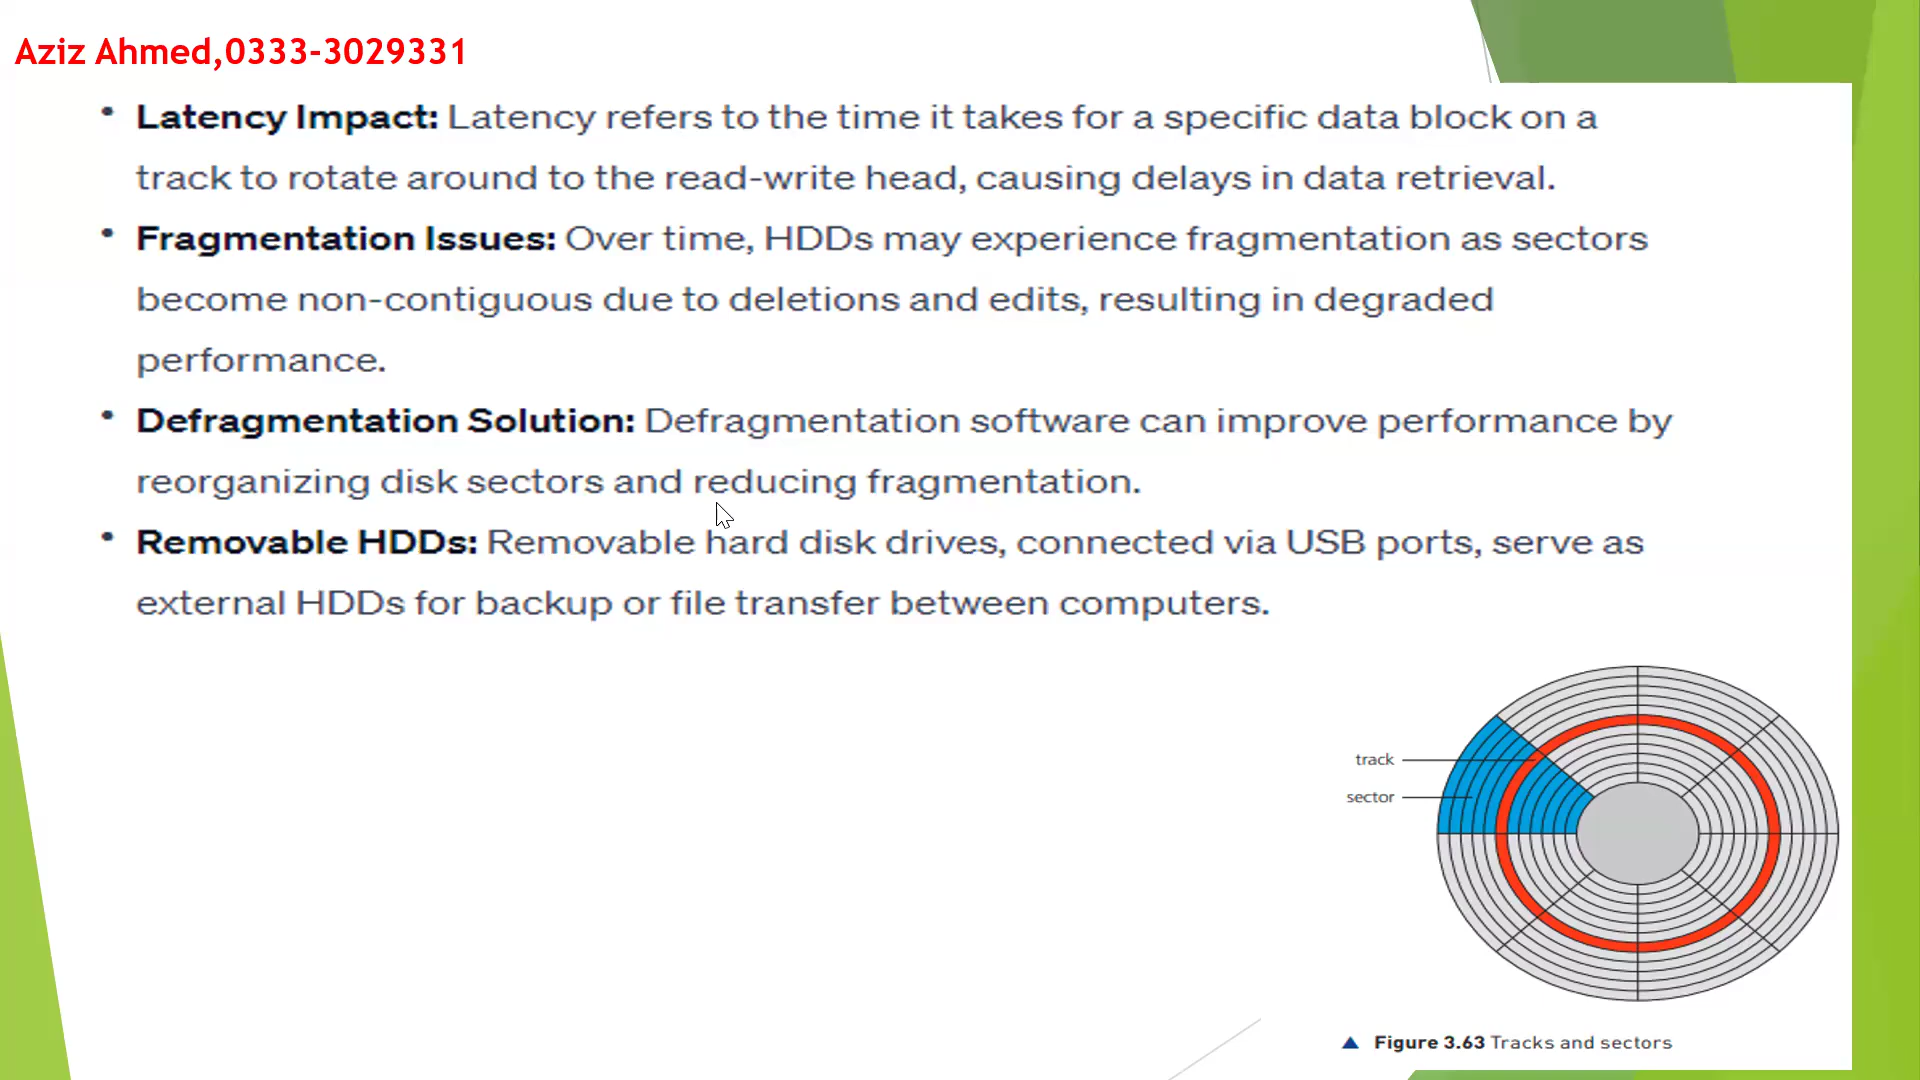 Aziz Ahmed,0333-3029331
• Latency Impact: Latency refers to the time it takes for a specific data block on a
track to rotate around to the read-write head, causing delays in data retrieval.
• Fragmentation Issues: Over time, HDDs may experience fragmentation as sectors
become non-contiguous due to deletions and edits, resulting in degraded
performance.
• Defragmentation Solution: Defragmentation software can improve performance by
reorganizing disk sectors and reducing fragmentation.
• Removable HDDs: Removable hard disk drives, connected via USB ports, serve as
external HDDs for backup or file transfer between computers.
track
sector
▲ Figure 3.63 Tracks and sectors